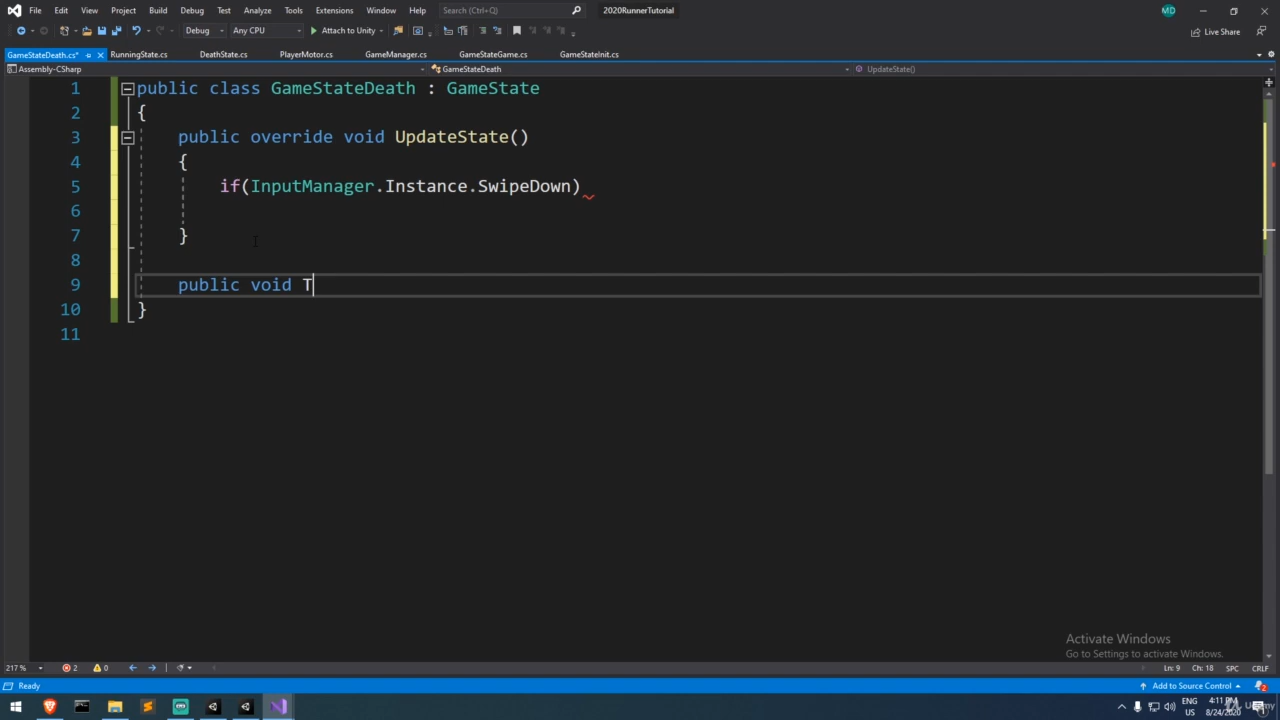 File Edit View Project Build Debug Test Analyze Tools Extensions Window Help Search (Ctrl+Q) 2020RunnerTutorial MD
Debug Any CPU Attach to Unity Live Share
GameStateDeath.cs* RunningState.cs DeathState.cs PlayerMotor.cs GameManager.cs GameStateGame.cs GameStateInit.cs
Assembly-CSharp GameStateDeath UpdateState()
1 public class GameStateDeath : GameState
2 {
3 public override void UpdateState()
4 {
5 if(InputManager.Instance.SwipeDown)
6
7 }
8
9 public void T
10 }
11
Activate Windows
Go to Settings to activate Windows.
217 % 2 0 Ln: 9 Ch: 18 SPC CRLF
Ready Add to Source Control 2
ENG 4:11 PM
US 8/24/2020
Udemy